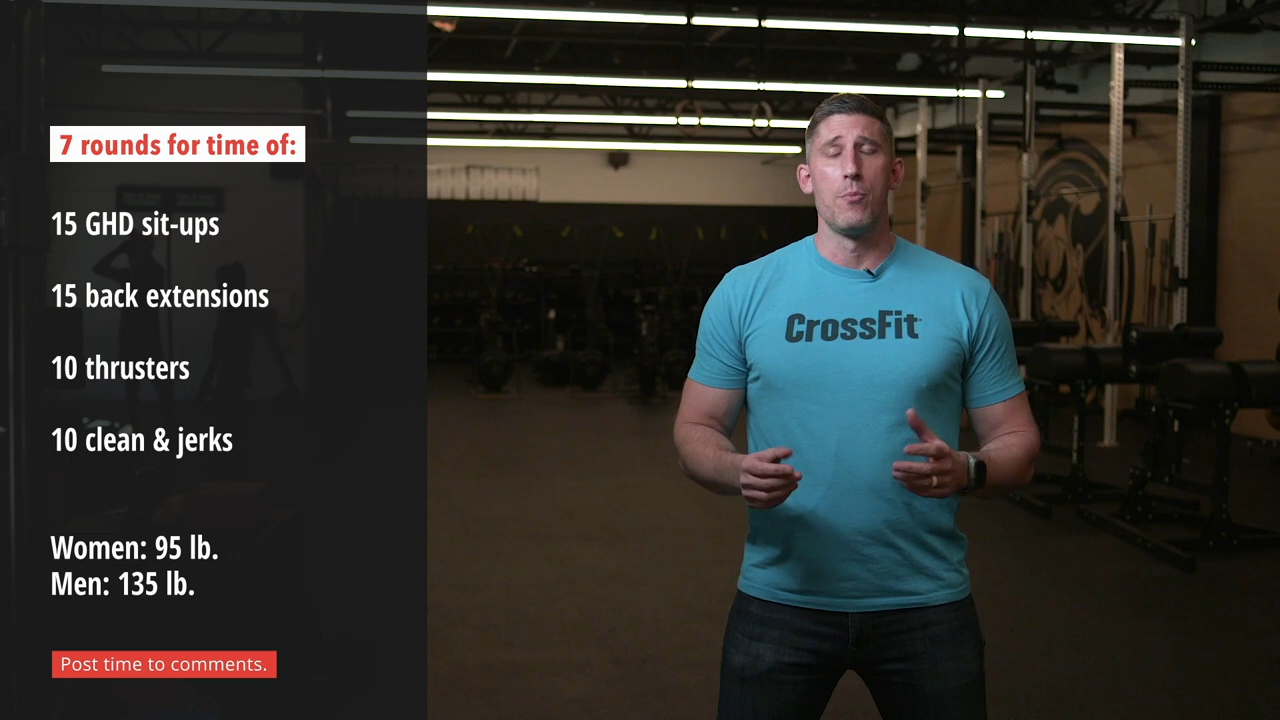 7 rounds for time of:
15 GHD sit-ups
15 back extensions
10 thrusters
10 clean & jerks
Women: 95 lb.
Men: 135 lb.
Post time to comments.
CrossFit